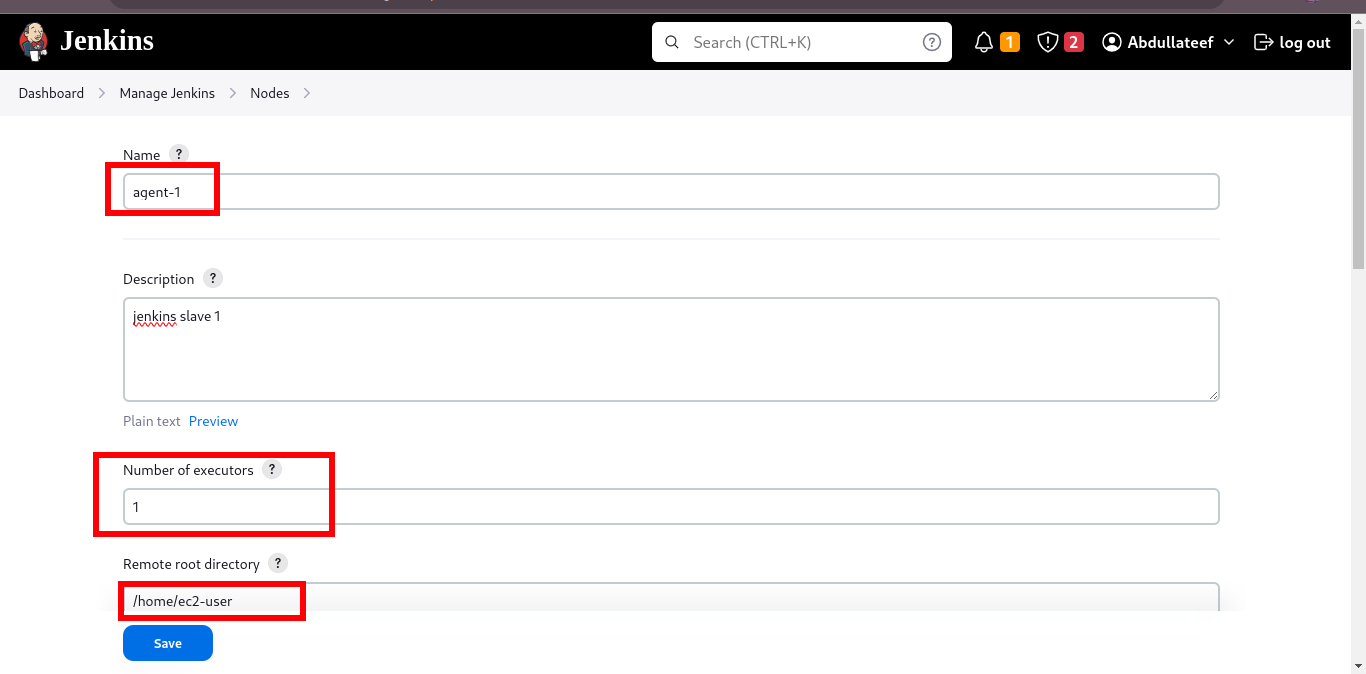 Jenkins
Search (CTRL+K)
?
1
2
Abdullateef
log out
Dashboard
Manage Jenkins
Nodes
Name ?
agent-1
Description ?
jenkins slave 1
Plain text Preview
Number of executors ?
1
Remote root directory ?
/home/ec2-user
Save